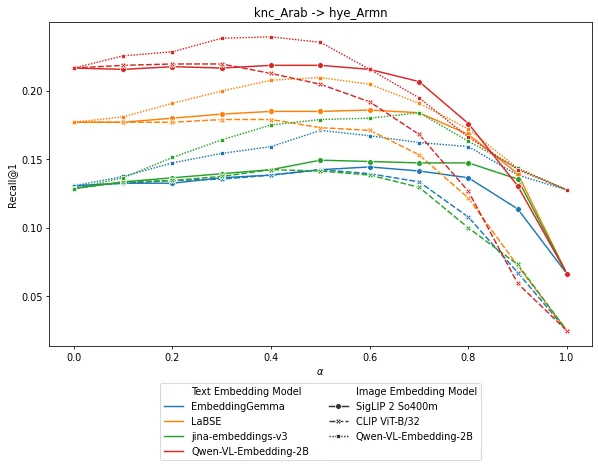 knc_Arab -> hye_Armn
Recall@1
0.20
0.15
0.10
0.05
0.0
0.2
0.4
0.6
0.8
1.0
α
Text Embedding Model
EmbeddingGemma
LaBSE
jina-embeddings-v3
Qwen-VL-Embedding-2B
Image Embedding Model
SigLIP 2 So400m
CLIP ViT-B/32
Qwen-VL-Embedding-2B